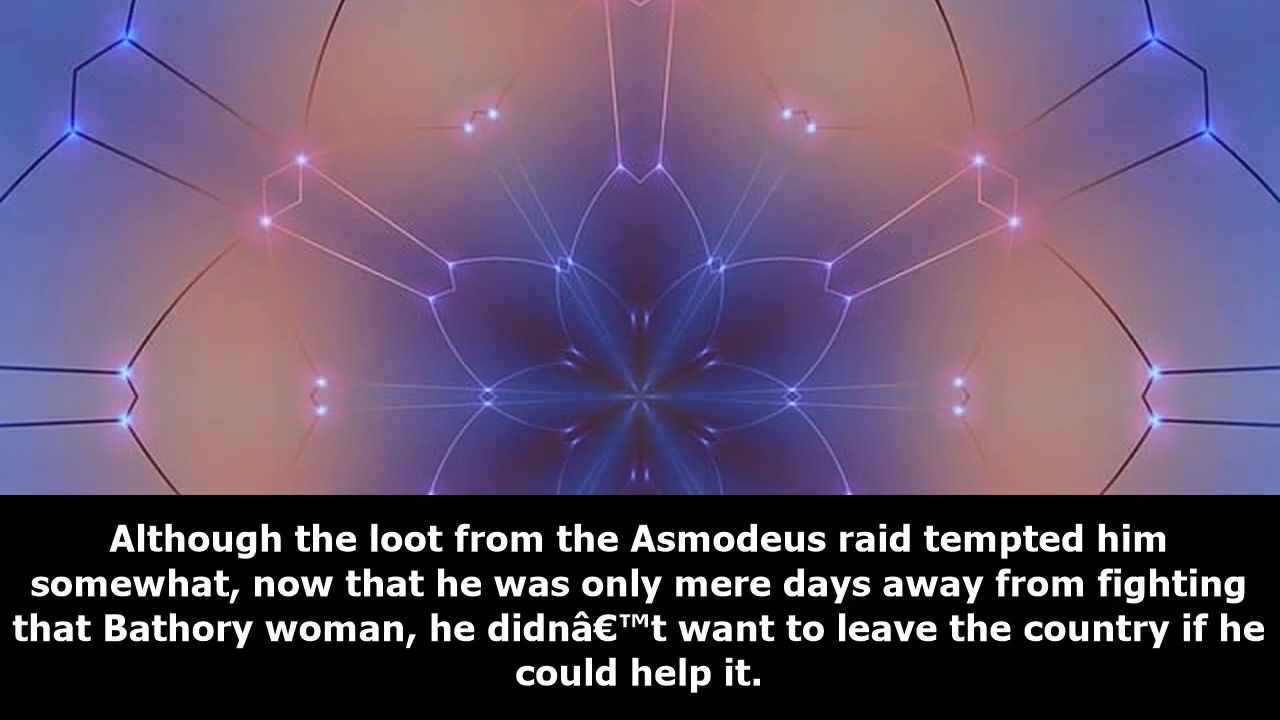 Although the loot from the Asmodeus raid tempted him
somewhat, now that he was only mere days away from fighting
that Bathory woman, he didnâ€™t want to leave the country if he
could help it.